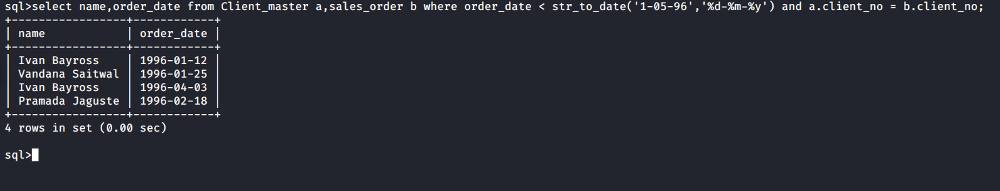 sql>select name,order_date from Client_master a,sales_order b where order_date < str_to_date('1-05-96','%d-%m-%y') and a.client_no = b.client_no;
+-----------------+------------+
| name            | order_date |
+-----------------+------------+
| Ivan Bayross    | 1996-01-12 |
| Vandana Saitwal | 1996-01-25 |
| Ivan Bayross    | 1996-04-03 |
| Pramada Jaguste | 1996-02-18 |
+-----------------+------------+
4 rows in set (0.00 sec)
sql>